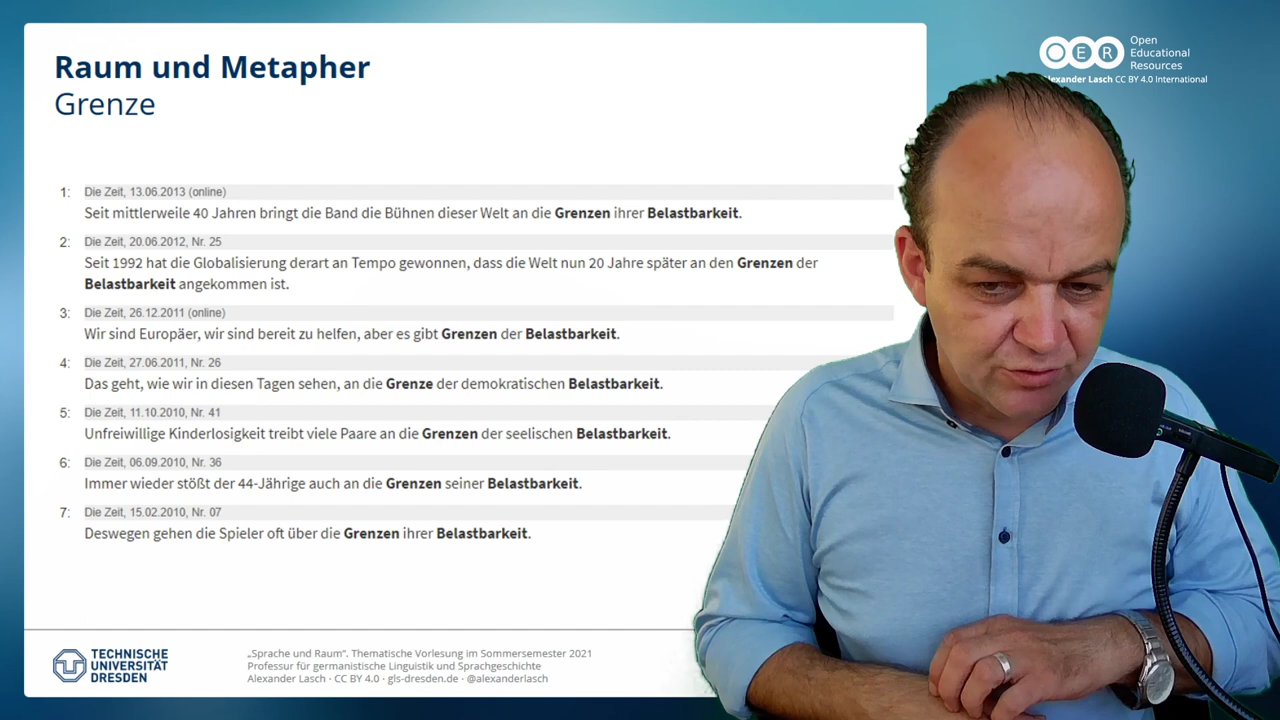 Raum und Metapher
Grenze
OER
Open
Educational
Resources
Alexander Lasch CC BY 4.0 International
1: Die Zeit, 13.06.2013 (online)
Seit mittlerweile 40 Jahren bringt die Band die Bühnen dieser Welt an die Grenzen ihrer Belastbarkeit.
2: Die Zeit, 20.06.2012, Nr. 25
Seit 1992 hat die Globalisierung derart an Tempo gewonnen, dass die Welt nun 20 Jahre später an den Grenzen der
Belastbarkeit angekommen ist.
3: Die Zeit, 26.12.2011 (online)
Wir sind Europäer, wir sind bereit zu helfen, aber es gibt Grenzen der Belastbarkeit.
4: Die Zeit, 27.06.2011, Nr. 26
Das geht, wie wir in diesen Tagen sehen, an die Grenze der demokratischen Belastbarkeit.
5: Die Zeit, 11.10.2010, Nr. 41
Unfreiwillige Kinderlosigkeit treibt viele Paare an die Grenzen der seelischen Belastbarkeit.
6: Die Zeit, 06.09.2010, Nr. 36
Immer wieder stößt der 44-Jährige auch an die Grenzen seiner Belastbarkeit.
7: Die Zeit, 15.02.2010, Nr. 07
Deswegen gehen die Spieler oft über die Grenzen ihrer Belastbarkeit.
TECHNISCHE
UNIVERSITÄT
DRESDEN
„Sprache und Raum“. Thematische Vorlesung im Sommersemester 2021
Professur für germanistische Linguistik und Sprachgeschichte
Alexander Lasch · CC BY 4.0 · gls-dresden.de · @alexanderlasch